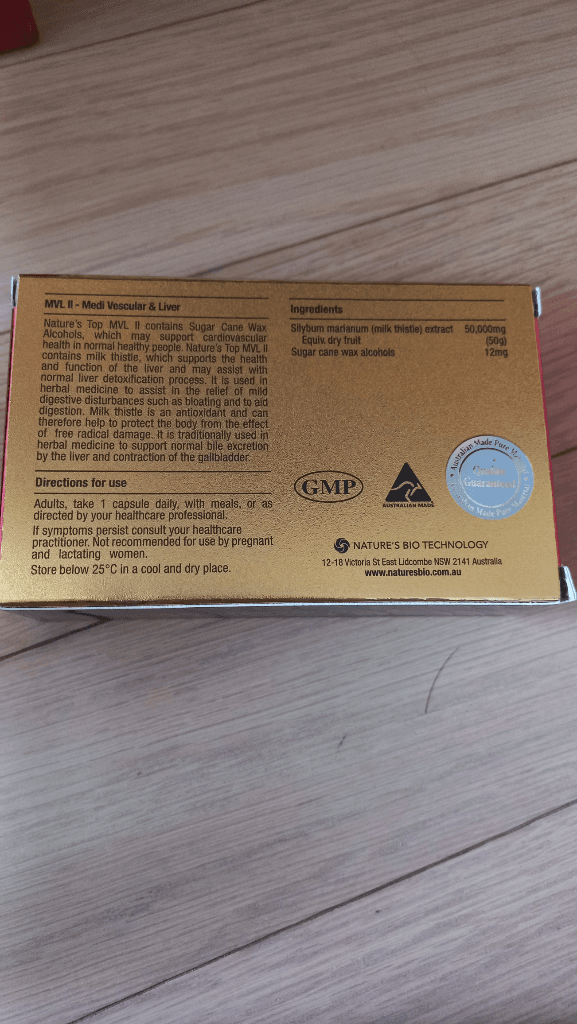 MVL II - Medi Vescular & Liver
Nature's Top MVL II contains Sugar Cane Wax
Alcohols, which may support cardiovascular
health in normal healthy people. Nature's Top MVL II
contains milk thistle, which supports the health
and function of the liver and may assist with
normal liver detoxification process. It is used in
herbal medicine to assist in the relief of mild
digestive disturbances such as bloating and to aid
digestion. Milk thistle is an antioxidant and can
therefore help to protect the body from the effect
of free radical damage. It is traditionally used in
herbal medicine to support normal bile excretion
by the liver and contraction of the gallbladder.
Directions for use
Adults, take 1 capsule daily, with meals, or as
directed by your healthcare professional.
If symptoms persist consult your healthcare
practitioner. Not recommended for use by pregnant
and lactating women.
Store below 25°C in a cool and dry place.
Ingredients
Silybum marianum (milk thistle) extract 50,000mg
Equiv. dry fruit (50g)
Sugar cane wax alcohols 12mg
GMP
AUSTRALIAN MADE
Australian Made Pure
Guaranteed
Made Pure
NATURE'S BIO TECHNOLOGY
12-18 Victoria St East Lidcombe NSW 2141 Australia
www.naturesbio.com.au